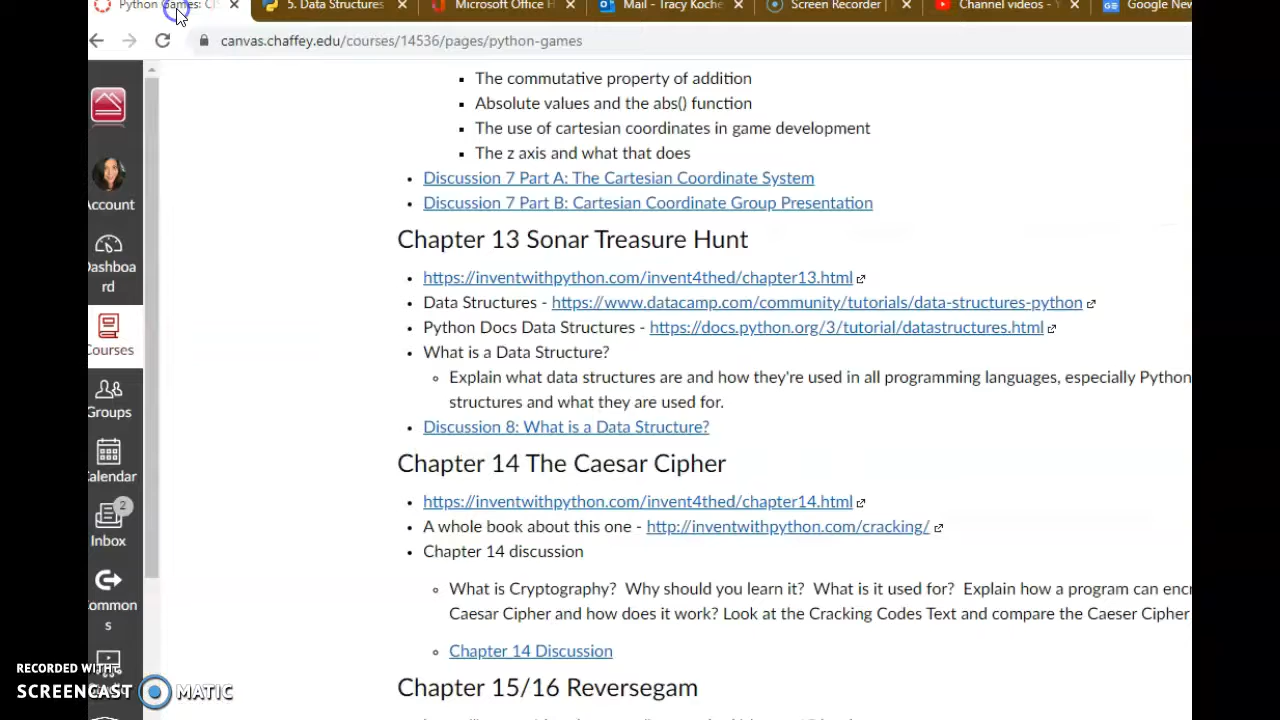 Python Games: CI
5. Data Structures
Microsoft Office H
Mail - Tracy Koche
Screen Recorder
Channel videos - Y
Google New
canvas.chaffey.edu/courses/14536/pages/python-games
The commutative property of addition
Absolute values and the abs() function
The use of cartesian coordinates in game development
The z axis and what that does
Discussion 7 Part A: The Cartesian Coordinate System
Discussion 7 Part B: Cartesian Coordinate Group Presentation
Chapter 13 Sonar Treasure Hunt
https://inventwithpython.com/invent4thed/chapter13.html
Data Structures - https://www.datacamp.com/community/tutorials/data-structures-python
Python Docs Data Structures - https://docs.python.org/3/tutorial/datastructures.html
What is a Data Structure?
Explain what data structures are and how they're used in all programming languages, especially Python
structures and what they are used for.
Discussion 8: What is a Data Structure?
Chapter 14 The Caesar Cipher
https://inventwithpython.com/invent4thed/chapter14.html
A whole book about this one - http://inventwithpython.com/cracking/
Chapter 14 discussion
What is Cryptography? Why should you learn it? What is it used for? Explain how a program can enc
Caesar Cipher and how does it work? Look at the Cracking Codes Text and compare the Caeser Cipher
Chapter 14 Discussion
Chapter 15/16 Reversegam
Account
Dashboa
rd
Courses
Groups
Calendar
2
Inbox
ommon
s
RECORDED WITH
SCREENCAST MATIC